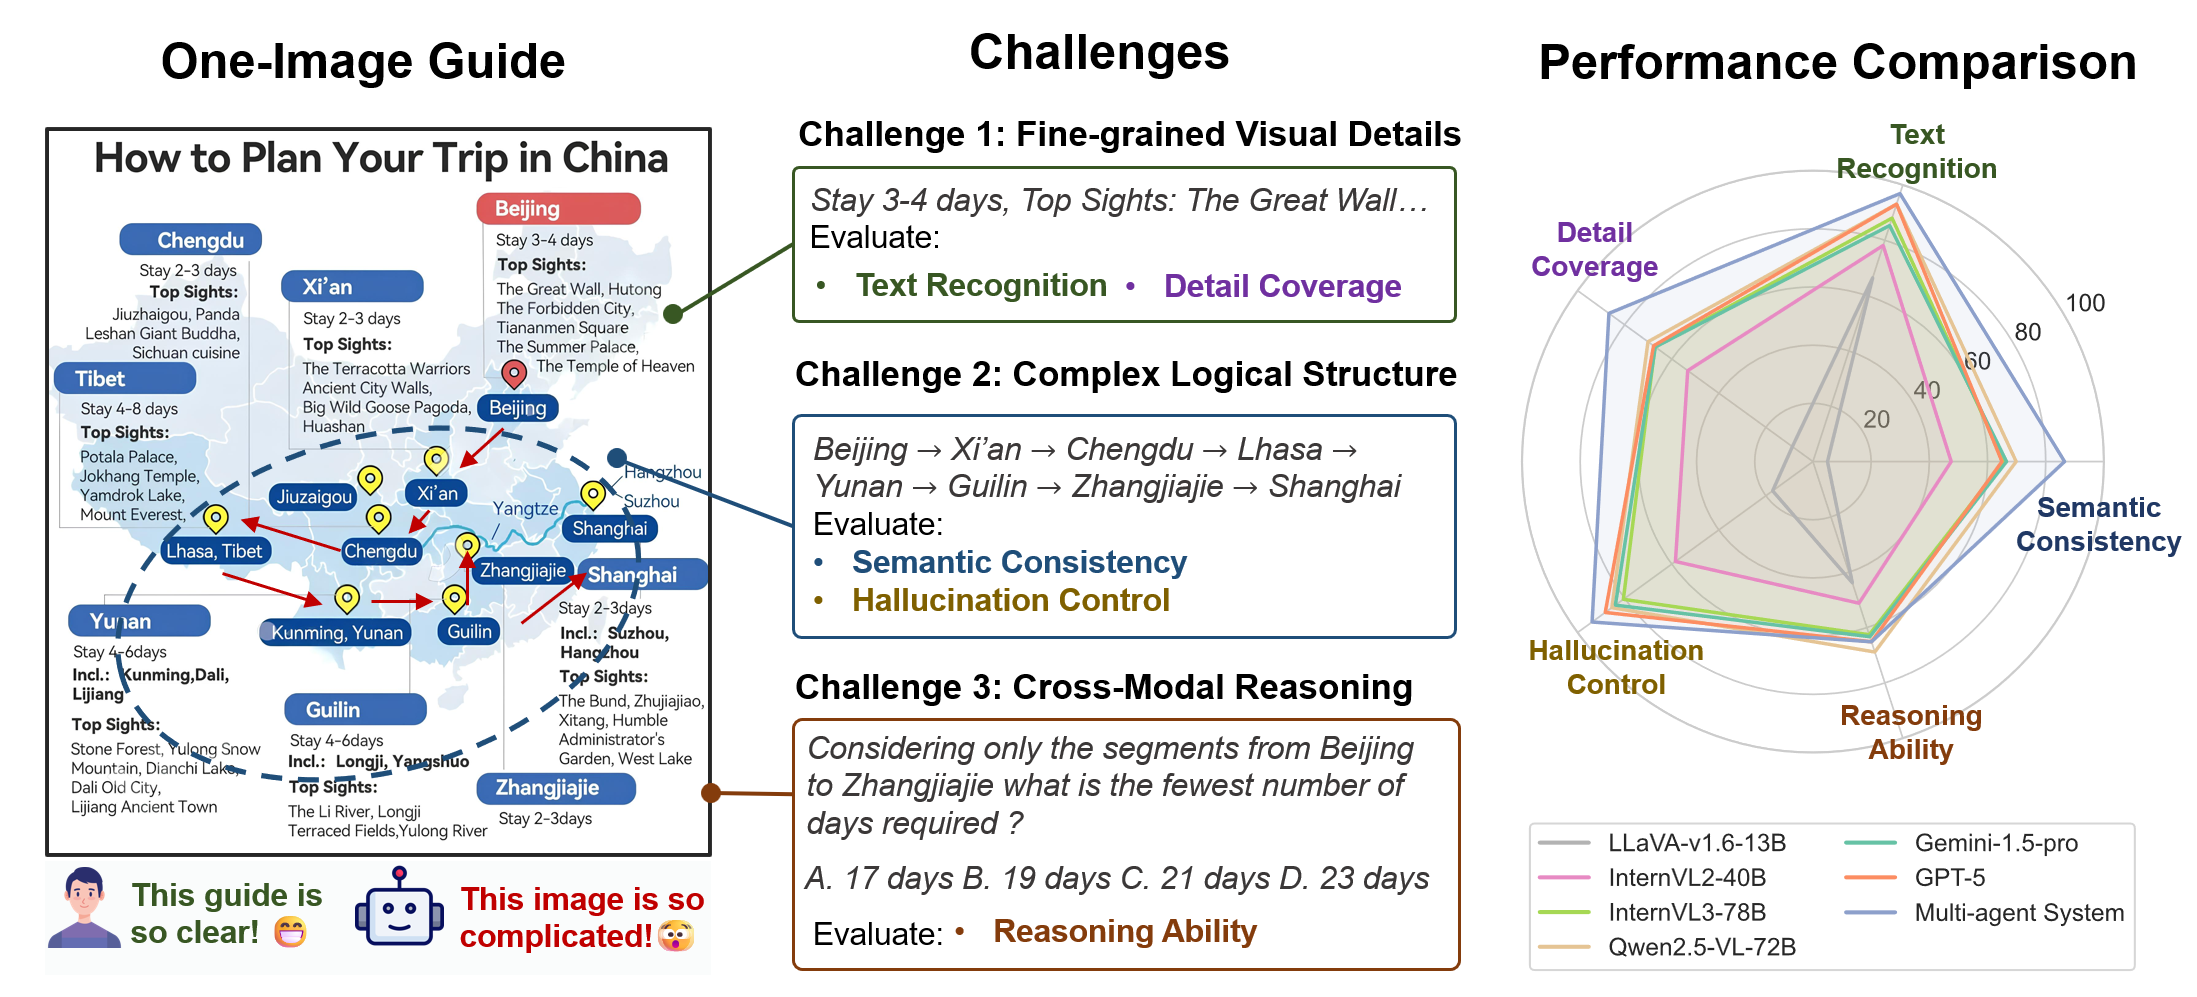 One-Image Guide
How to Plan Your Trip in China
Beijing
Stay 3-4 days
Top Sights:
The Great Wall, Hutong
The Forbidden City,
Tiananmen Square
The Summer Palace,
The Temple of Heaven
Chengdu
Stay 2-3 days
Top Sights:
Jiuzhaigou, Panda
Leshan Giant Buddha,
Sichuan cuisine
Xi'an
Stay 2-3 days
Top Sights:
The Terracotta Warriors
Ancient City Walls,
Big Wild Goose Pagoda,
Huashan
Tibet
Stay 4-8 days
Top Sights:
Potala Palace,
Jokhang Temple,
Yamdrok Lake,
Mount Everest,
Beijing
Jiuzaigou
Xi'an
Hangzhou
Suzhou
Yangtze
Shanghai
Lhasa, Tibet
Chengdu
Zhangjiajie
Kunming, Yunan
Guilin
Shanghai
Stay 2-3days
Incl.: Suzhou,
Hangzhou
Top Sights:
The Bund, Zhujiajiao,
Xitang, Humble
Administrator's
Garden, West Lake
Yunan
Stay 4-6days
Incl.: Kunming,Dali,
Lijiang
Top Sights:
Stone Forest, Yulong Snow
Mountain, Dianchi Lake,
Dali Old City,
Lijiang Ancient Town
Guilin
Stay 4-6days
Incl.: Longji, Yangshuo
Top Sights:
The Li River, Longji
Terraced Fields,Yulong River
Zhangjiajie
Stay 2-3days
This guide is
so clear!
This image is so
complicated!
Challenges
Challenge 1: Fine-grained Visual Details
Stay 3-4 days, Top Sights: The Great Wall…
Evaluate:
• Text Recognition • Detail Coverage
Challenge 2: Complex Logical Structure
Beijing → Xi'an → Chengdu → Lhasa →
Yunan → Guilin → Zhangjiajie → Shanghai
Evaluate:
• Semantic Consistency
• Hallucination Control
Challenge 3: Cross-Modal Reasoning
Considering only the segments from Beijing
to Zhangjiajie what is the fewest number of
days required ?
A. 17 days B. 19 days C. 21 days D. 23 days
Evaluate: • Reasoning Ability
Performance Comparison
Text
Recognition
Detail
Coverage
100
80
60
40
20
Semantic
Consistency
Hallucination
Control
Reasoning
Ability
LLaVA-v1.6-13B
InternVL2-40B
InternVL3-78B
Qwen2.5-VL-72B
Gemini-1.5-pro
GPT-5
Multi-agent System